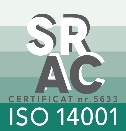 SR
AC
CERTIFICAT nr.5633
ISO 14001